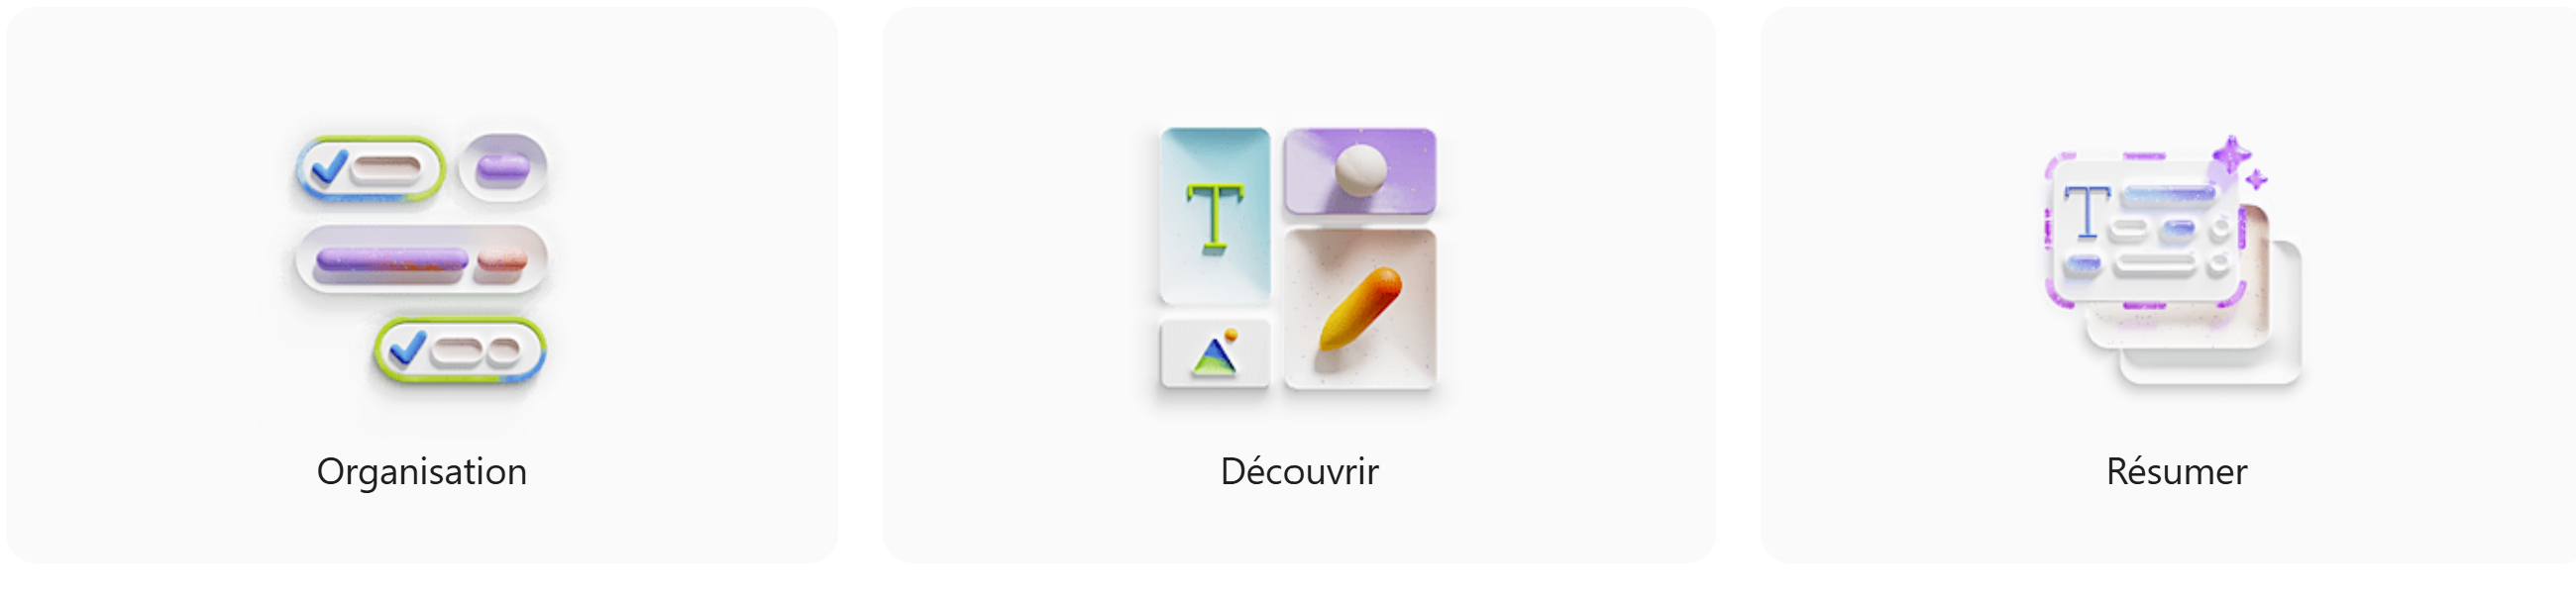 T
T
Organisation
Découvrir
Résumer